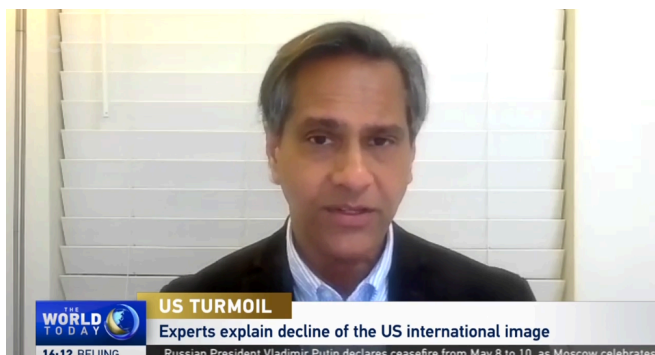 THE
WORLD
TODAY
US TURMOIL
Experts explain decline of the US international image
16:12 BEIJING
Russian President Vladimir Putin declares ceasefire from May 8 to 10, as Moscow celebrates